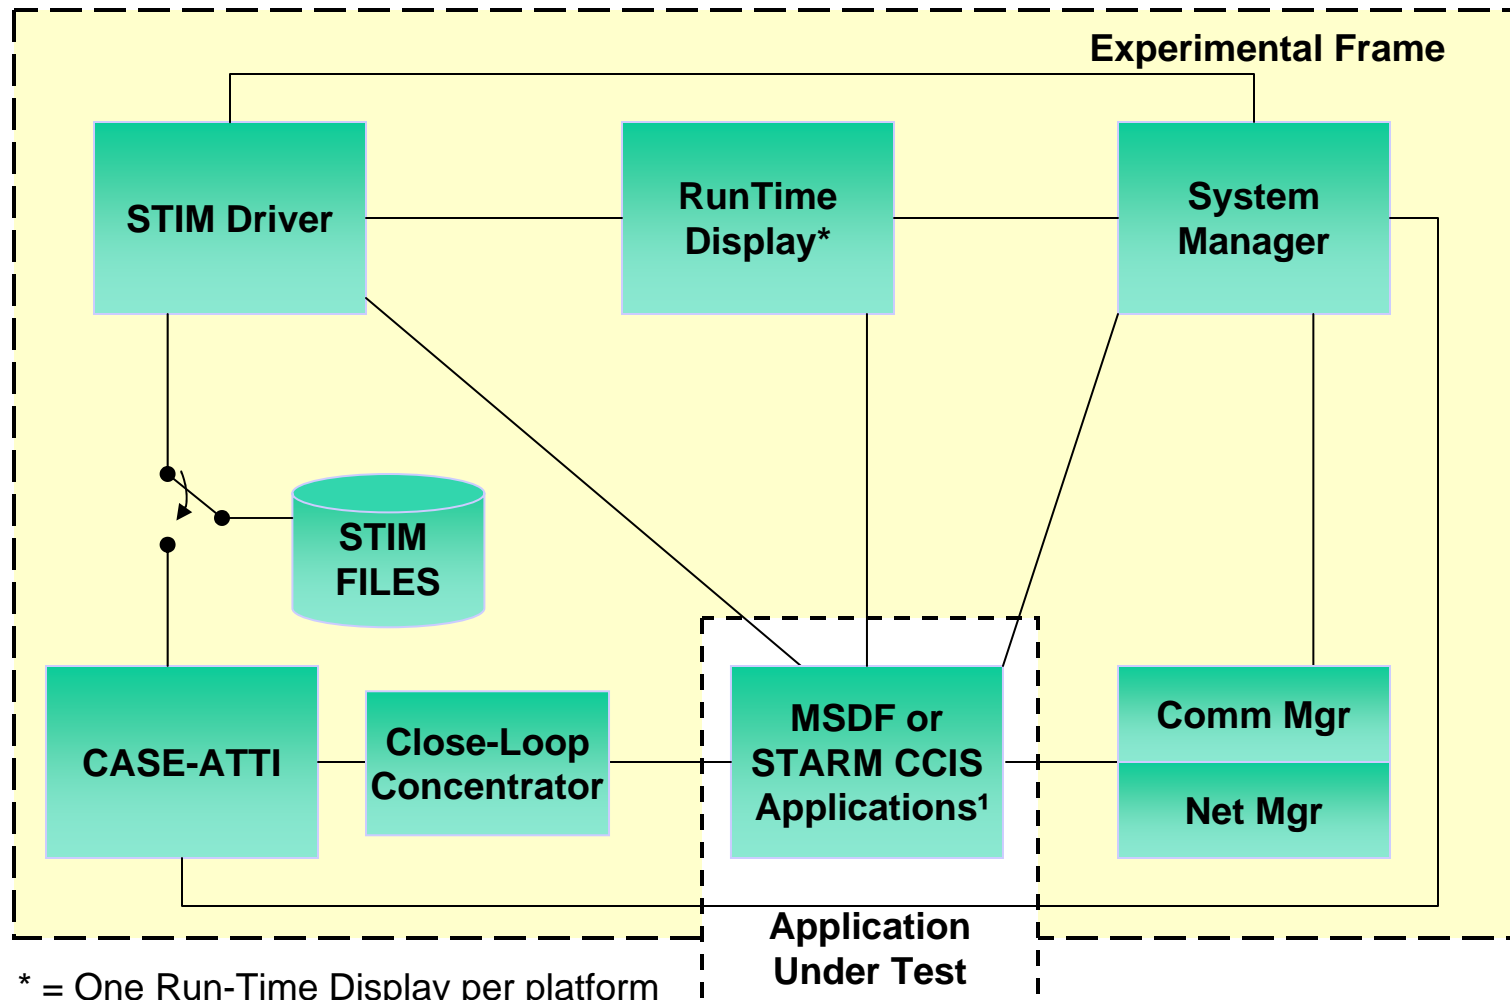 Experimental Frame
STIM Driver
RunTime
Display*
System
Manager
STIM
FILES
CASE-ATTI
Close-Loop
Concentrator
MSDF or
STARM CCIS
Applications¹
Comm Mgr
Net Mgr
Application
Under Test
* = One Run-Time Display per platform